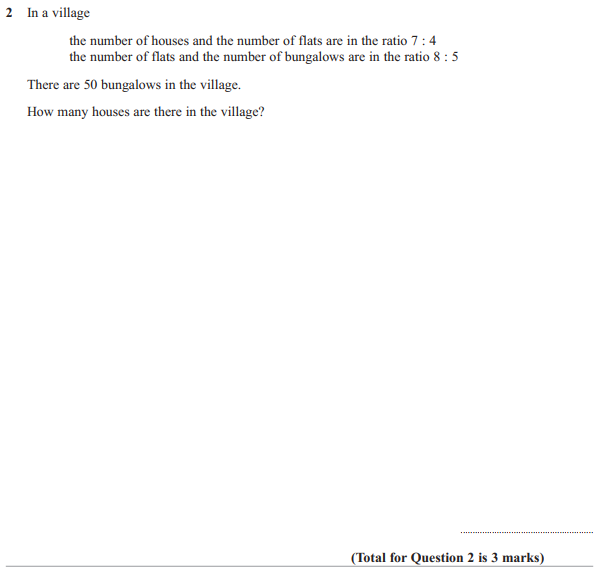 2 In a village
the number of houses and the number of flats are in the ratio 7 : 4
the number of flats and the number of bungalows are in the ratio 8 : 5
There are 50 bungalows in the village.
How many houses are there in the village?
(Total for Question 2 is 3 marks)